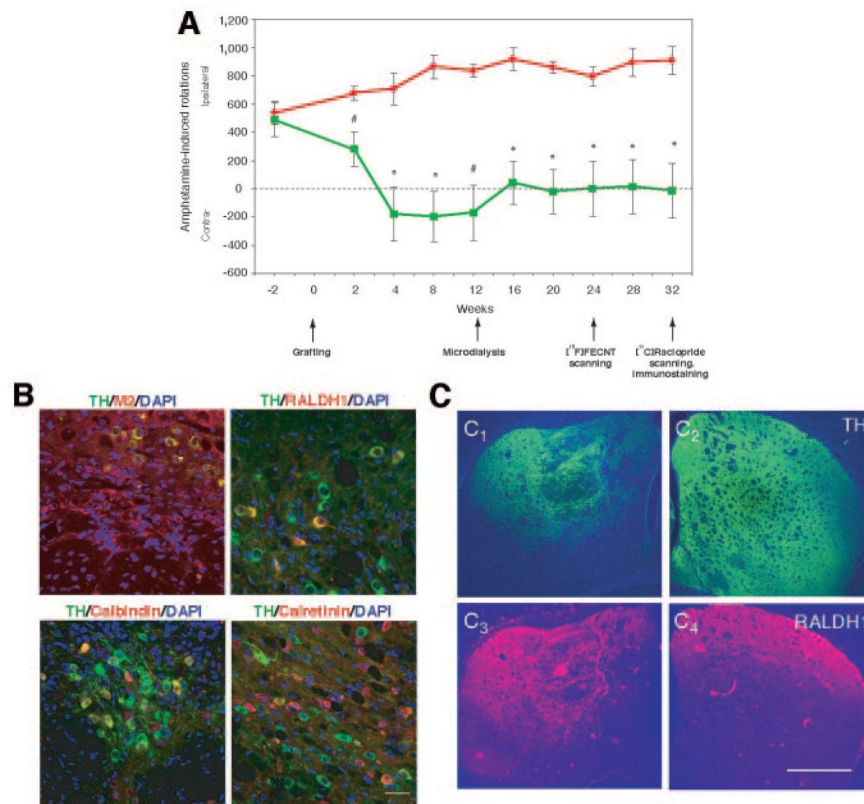 A
1,200
1,000
800
600
400
200
0
-200
-400
-600
Amphetamine-induced rotations
Ipsilateral
Contra-
#
*
*
#
*
*
*
*
*
-2 0 2 4 8 12 16 20 24 28 32
Weeks
Grafting
Microdialysis
[18F]FECNT
scanning
[11C]Raclopride
scanning,
immunostaining
B
TH/M2/DAPI
TH/RALDH1/DAPI
TH/Calbindin/DAPI
TH/Calretinin/DAPI
C
C1
C2
TH
C3
C4
RALDH1